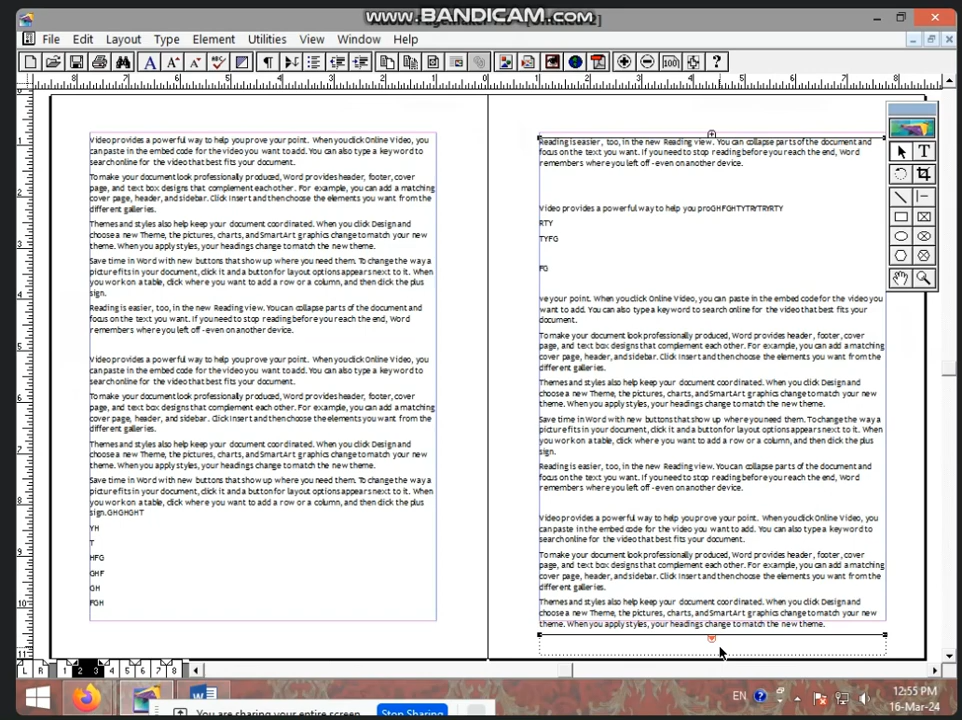 www.BANDICAM.com
File Edit Layout Type Element Utilities View Window Help
Video provides a powerful way to help you prove your point. When you click Online Video, you
can paste in the embed code for the video you want to add. You can also type a keyword to
search online for the video that best fits your document.
To make your document look professionally produced, Word provides header, footer, cover
page, and text box designs that complement each other. For example, you can add a matching
cover page, header, and sidebar. Click Insert and then choose the elements you want from the
different galleries.
Themes and styles also help keep your document coordinated. When you click Design and
choose a new Theme, the pictures, charts, and SmartArt graphics change to match your new
theme. When you apply styles, your headings change to match the new theme.
Save time in Word with new buttons that show up where you need them. To change the way a
picture fits in your document, click it and a button for layout options appears next to it. When
you work on a table, click where you want to add a row or a column, and then click the plus
sign.
Reading is easier, too, in the new Reading view. You can collapse parts of the document and
focus on the text you want. If you need to stop reading before you reach the end, Word
remembers where you left off - even on another device.
Video provides a powerful way to help you prove your point. When you click Online Video, you
can paste in the embed code for the video you want to add. You can also type a keyword to
search online for the video that best fits your document.
To make your document look professionally produced, Word provides header, footer, cover
page, and text box designs that complement each other. For example, you can add a matching
cover page, header, and sidebar. Click Insert and then choose the elements you want from the
different galleries.
Themes and styles also help keep your document coordinated. When you click Design and
choose a new Theme, the pictures, charts, and SmartArt graphics change to match your new
theme. When you apply styles, your headings change to match the new theme.
Save time in Word with new buttons that show up where you need them. To change the way a
picture fits in your document, click it and a button for layout options appears next to it. When
you work on a table, click where you want to add a row or a column, and then click the plus
sign.GHGHGHT
YH
T
HFG
GHF
GH
FGH
Reading is easier, too, in the new Reading view. You can collapse parts of the document and
focus on the text you want. If you need to stop reading before you reach the end, Word
remembers where you left off - even on another device.
Video provides a powerful way to help you proGHFGHTYTRYTRYRTY
RTY
TYFG
FG
ve your point. When you click Online Video, you can paste in the embed code for the video you
want to add. You can also type a keyword to search online for the video that best fits your
document.
To make your document look professionally produced, Word provides header, footer, cover
page, and text box designs that complement each other. For example, you can add a matching
cover page, header, and sidebar. Click Insert and then choose the elements you want from the
different galleries.
Themes and styles also help keep your document coordinated. When you click Design and
choose a new Theme, the pictures, charts, and SmartArt graphics change to match your new
theme. When you apply styles, your headings change to match the new theme.
Save time in Word with new buttons that show up where you need them. To change the way a
picture fits in your document, click it and a button for layout options appears next to it. When
you work on a table, click where you want to add a row or a column, and then click the plus
sign.
Reading is easier, too, in the new Reading view. You can collapse parts of the document and
focus on the text you want. If you need to stop reading before you reach the end, Word
remembers where you left off - even on another device.
Video provides a powerful way to help you prove your point. When you click Online Video, you
can paste in the embed code for the video you want to add. You can also type a keyword to
search online for the video that best fits your document.
To make your document look professionally produced, Word provides header, footer, cover
page, and text box designs that complement each other. For example, you can add a matching
cover page, header, and sidebar. Click Insert and then choose the elements you want from the
different galleries.
Themes and styles also help keep your document coordinated. When you click Design and
choose a new Theme, the pictures, charts, and SmartArt graphics change to match your new
theme. When you apply styles, your headings change to match the new theme.
L R 1 2 3 4 5 6 7 8
EN 12:55 PM
16-Mar-24
You are sharing your entire screen. Stop Sharing